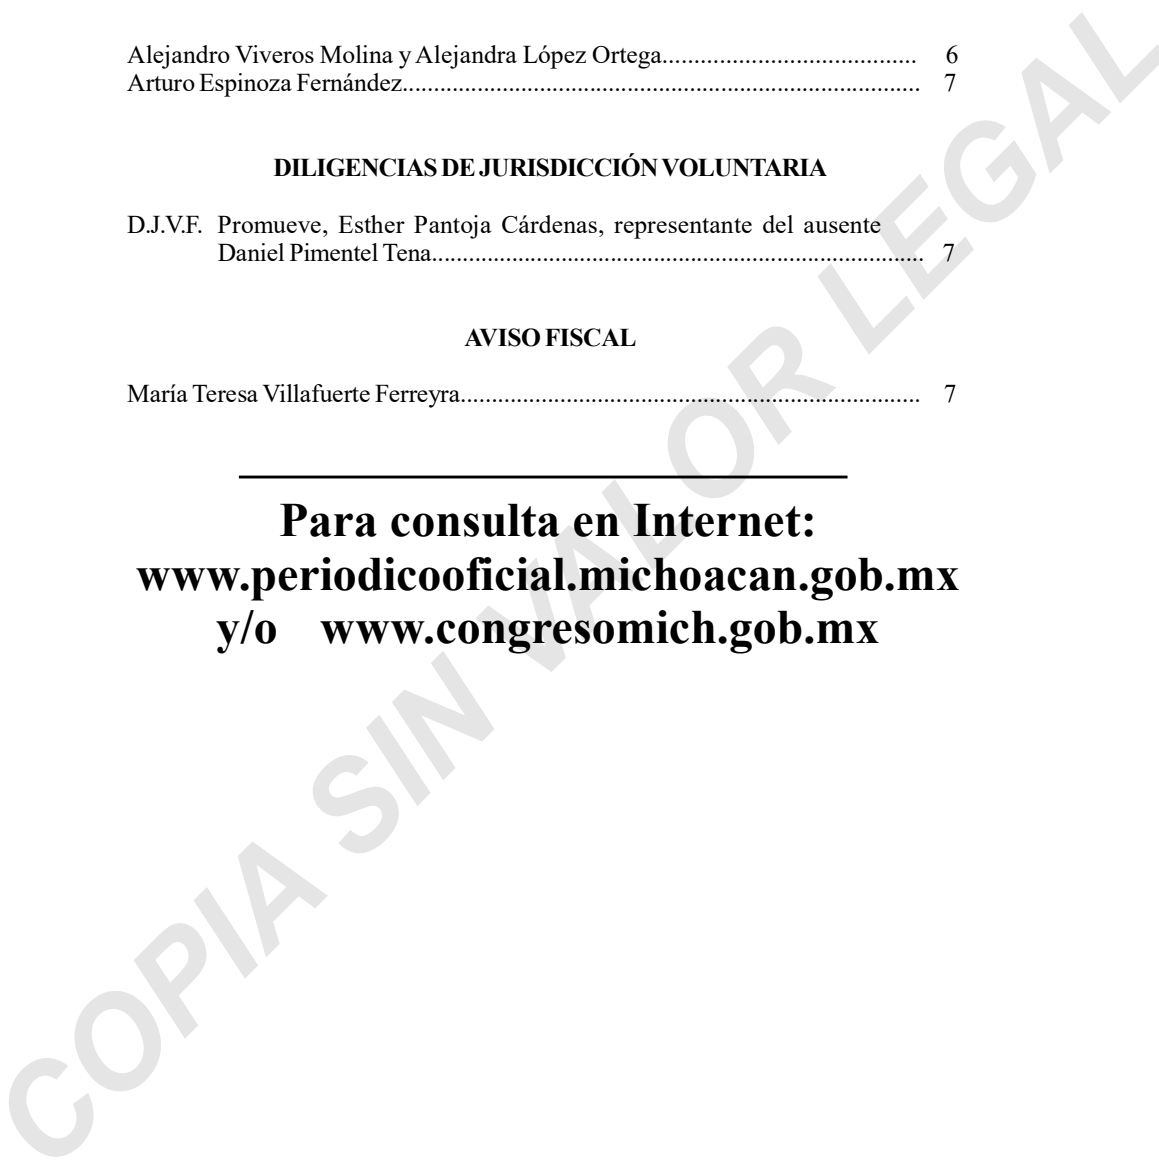 Alejandro Viveros Molina y Alejandra López Ortega........................................ 6
Arturo Espinoza Fernández................................................................................. 7
DILIGENCIAS DE JURISDICCIÓN VOLUNTARIA
D.J.V.F. Promueve, Esther Pantoja Cárdenas, representante del ausente
Daniel Pimentel Tena............................................................................. 7
AVISO FISCAL
María Teresa Villafuerte Ferreyra........................................................................ 7
Para consulta en Internet:
www.periodicooficial.michoacan.gob.mx
y/o www.congresomich.gob.mx
COPIA SIN VALOR LEGAL